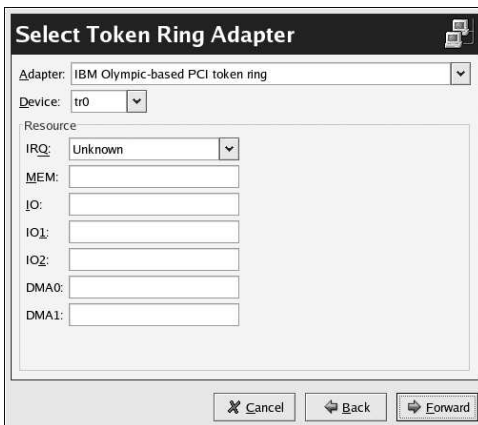 Select Token Ring Adapter
Adapter: IBM Olympic-based PCI token ring
Device: tr0
Resource
IRQ: Unknown
MEM:
IO:
IO1:
IO2:
DMA0:
DMA1:
Cancel Back Forward